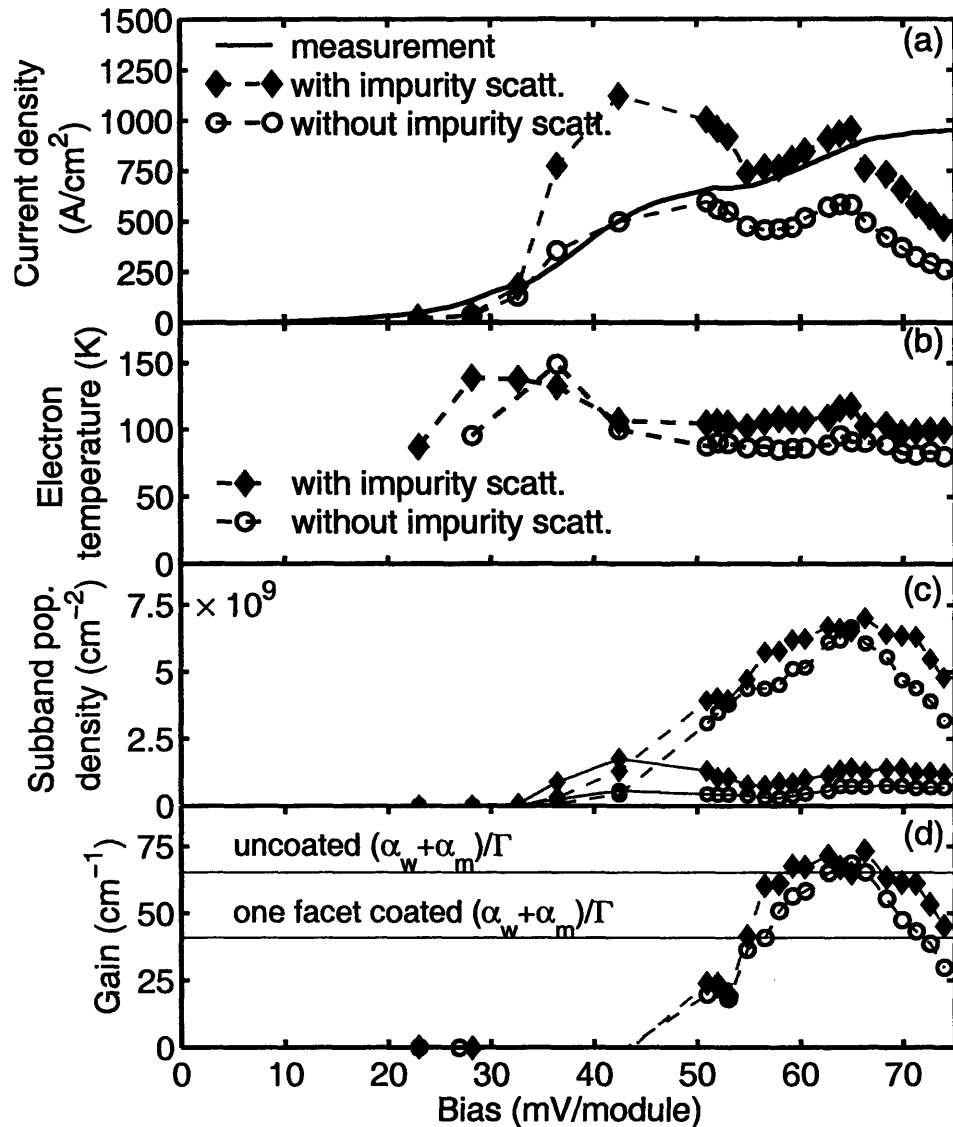 1500
1250
1000
750
500
250
0
Current density
(A/cm²)
(a)
measurement
with impurity scatt.
without impurity scatt.
150
100
50
0
Electron
temperature (K)
(b)
with impurity scatt.
without impurity scatt.
× 10⁹
7.5
5
2.5
0
Subband pop.
density (cm⁻²)
(c)
75
50
25
0
Gain (cm⁻¹)
(d)
uncoated (α_w+α_m)/Γ
one facet coated (α_w+α_m)/Γ
0 10 20 30 40 50 60 70
Bias (mV/module)